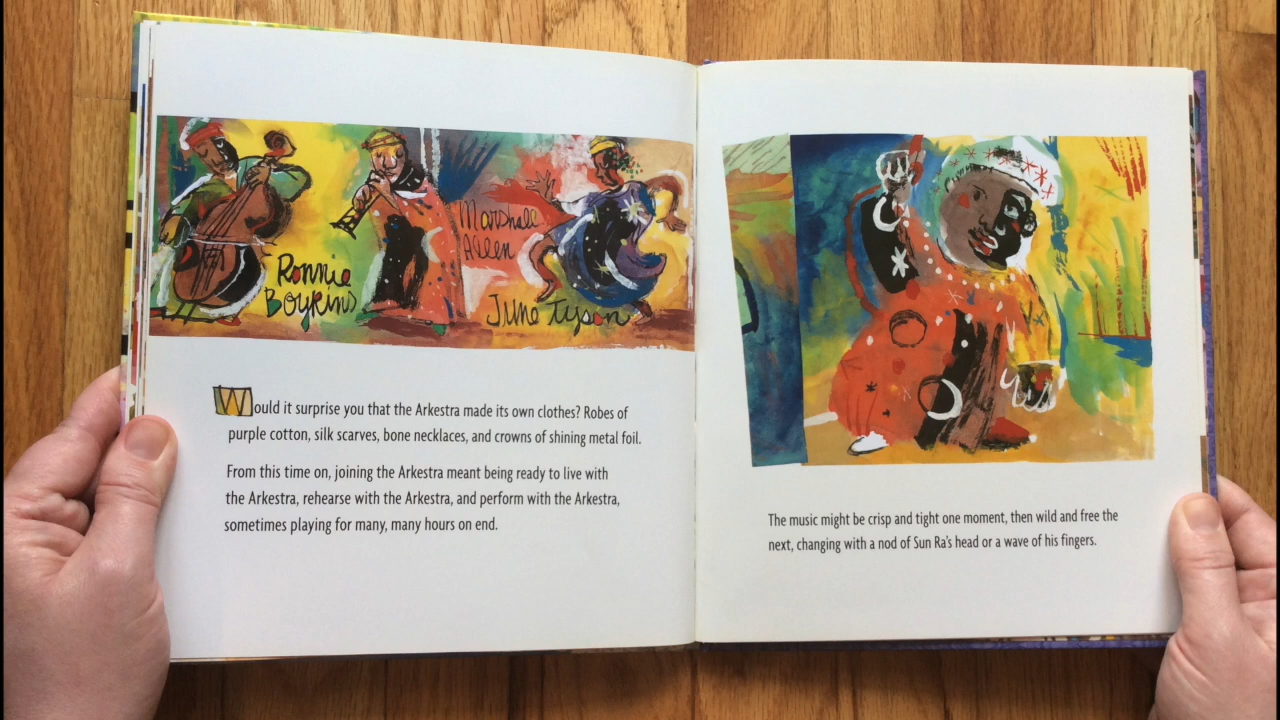 Ronnie
Boykins
Marshall
Allen
June Tyson
Would it surprise you that the Arkestra made its own clothes? Robes of
purple cotton, silk scarves, bone necklaces, and crowns of shining metal foil.
From this time on, joining the Arkestra meant being ready to live with
the Arkestra, rehearse with the Arkestra, and perform with the Arkestra,
sometimes playing for many, many hours on end.
The music might be crisp and tight one moment, then wild and free the
next, changing with a nod of Sun Ra's head or a wave of his fingers.